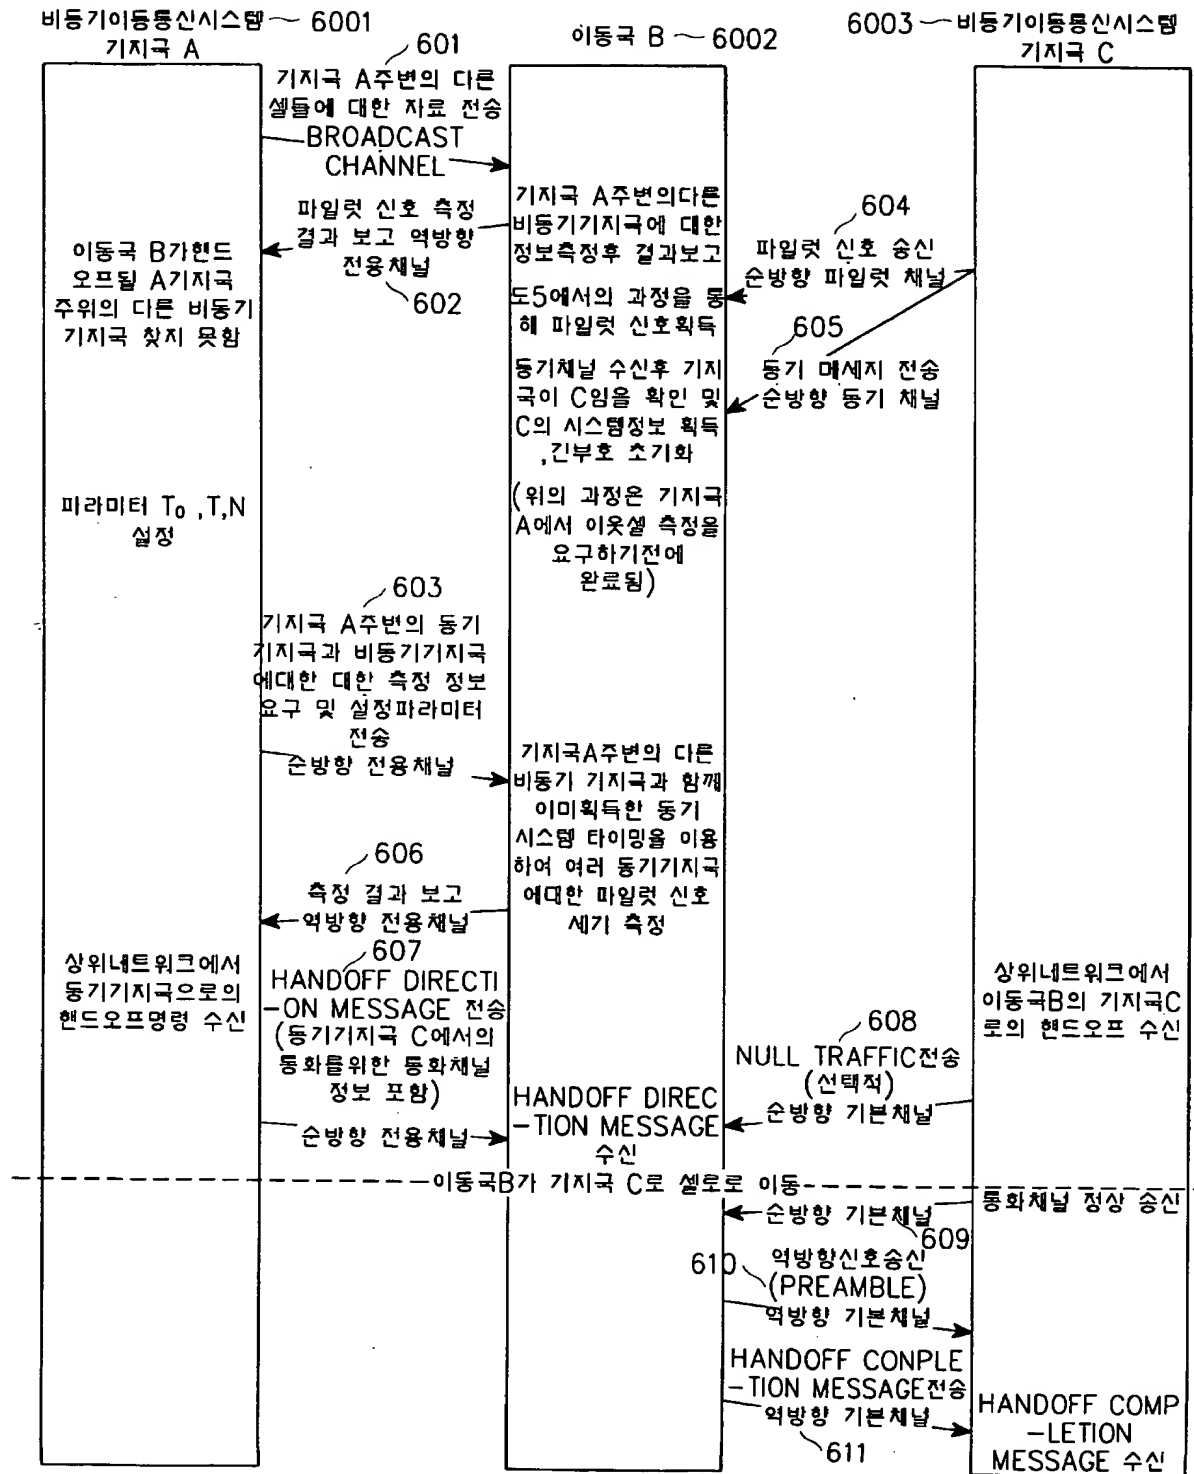 비동기이동통신시스템 6001
기지국 A
이동국 B 6002
6003 비동기이동통신시스템
기지국 C
601
기지국 A주변의 다른
셀들에 대한 자료 전송
BROADCAST
CHANNEL
기지국 A주변의다른
비동기기지국에 대한
정보측정후 결과보고
파일럿 신호 측정
결과 보고 역방향
전용채널
602
이동국 B가핸드
오프될 A기지국
주위의 다른 비동기
기지국 찾지 못함
604
파일럿 신호 송신
순방향 파일럿 채널
도5에서의 과정을 통
해 파일럿 신호획득
605
동기 메세지 전송
순방향 동기 채널
동기채널 수신후 기지
국이 C임을 확인 및
C의 시스템정보 획득
,긴부호 초기화
(위의 과정은 기지국
A에서 이웃셀 측정을
요구하기전에
완료됨)
파라미터 T₀ ,T,N
설정
603
기지국 A주변의 동기
기지국과 비동기기지국
에대한 대한 측정 정보
요구 및 설정파라미터
전송
순방향 전용채널
기지국A주변의 다른
비동기 기지국과 함께
이미획득한 동기
시스템 타이밍을 이용
하여 여러 동기기지국
에대한 파일럿 신호
세기 측정
606
측정 결과 보고
역방향 전용채널
상위네트워크에서
동기기지국으로의
핸드오프명령 수신
607
HANDOFF DIRECTI
-ON MESSAGE 전송
(동기기지국 C에서의
통화를위한 통화채널
정보 포함)
순방향 전용채널
HANDOFF DIREC
-TION MESSAGE
수신
상위네트워크에서
이동국B의 기지국C
로의 핸드오프 수신
608
NULL TRAFFIC전송
(선택적)
순방향 기본채널
이동국B가 기지국 C로 셀로로 이동
통화채널 정상 송신
순방향 기본채널
609
610 역방향신호송신
(PREAMBLE)
역방향 기본채널
HANDOFF CONPLE
-TION MESSAGE전송
역방향 기본채널
611
HANDOFF COMP
-LETION
MESSAGE 수신